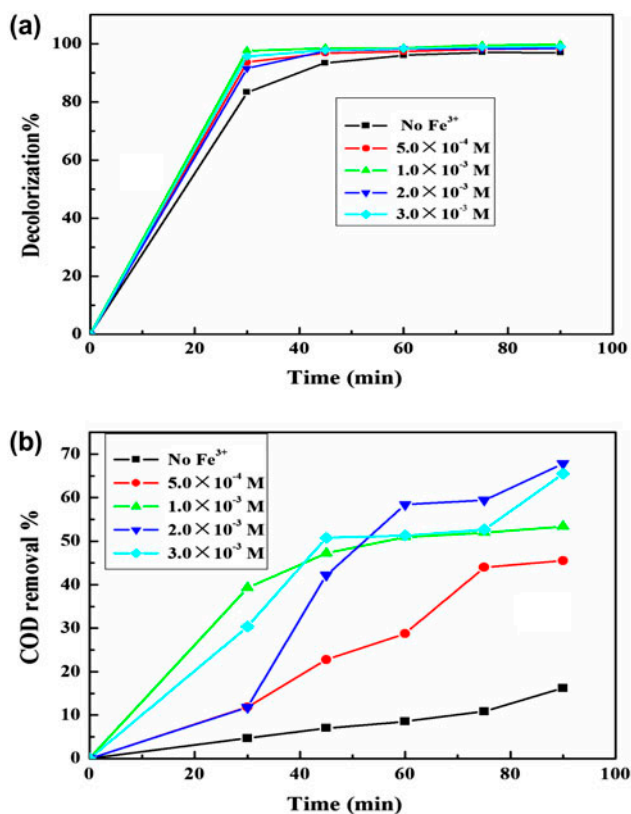 (a)
Decolorization%
100
80
60
40
20
0
No Fe³⁺
5.0×10⁻⁴ M
1.0×10⁻³ M
2.0×10⁻³ M
3.0×10⁻³ M
0 20 40 60 80 100
Time (min)
(b)
COD removal %
70
60
50
40
30
20
10
0
No Fe³⁺
5.0×10⁻⁴ M
1.0×10⁻³ M
2.0×10⁻³ M
3.0×10⁻³ M
0 20 40 60 80 100
Time (min)